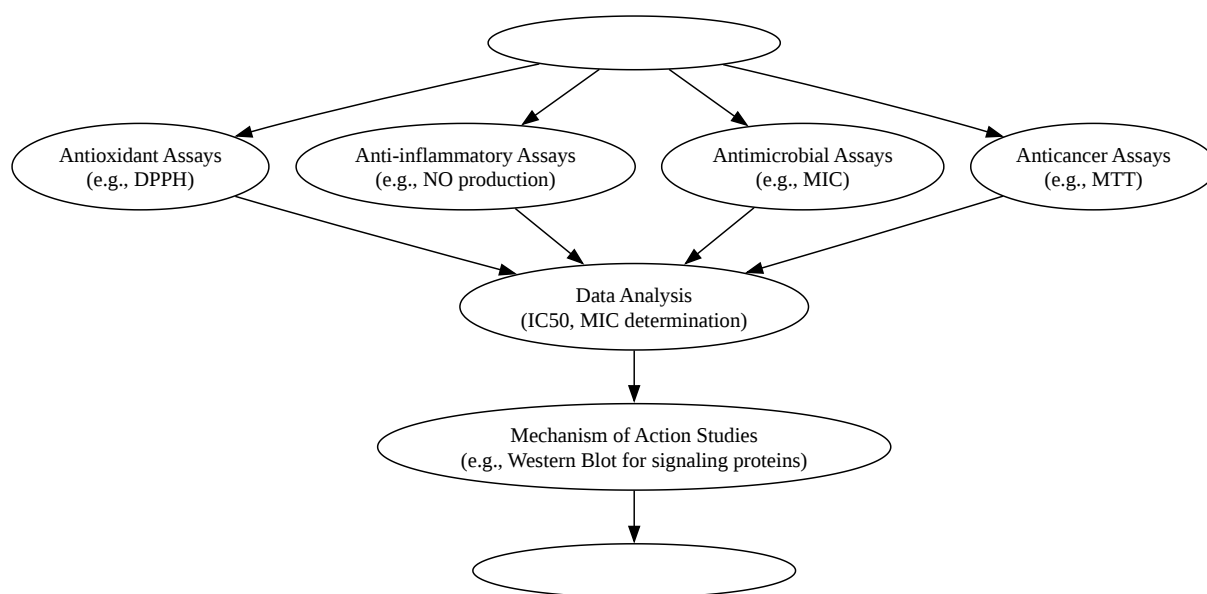 Antioxidant Assays
(e.g., DPPH)
Anti-inflammatory Assays
(e.g., NO production)
Antimicrobial Assays
(e.g., MIC)
Anticancer Assays
(e.g., MTT)
Data Analysis
(IC50, MIC determination)
Mechanism of Action Studies
(e.g., Western Blot for signaling proteins)